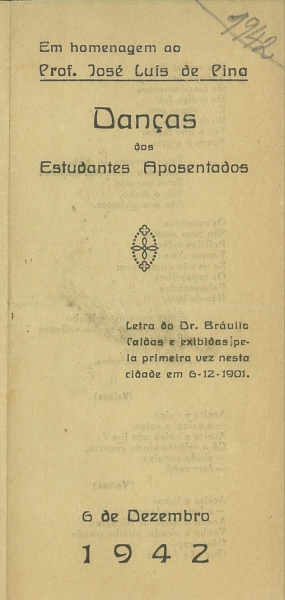 1942
Em homenagem ao
Prof. José Luís de Pina
Danças
dos
Estudantes Aposentados
Letra do Dr. Bráulio
Caldas e exibidas pe-
la primeira vez nesta
cidade em 6-12-1901.
6 de Dezembro
1942